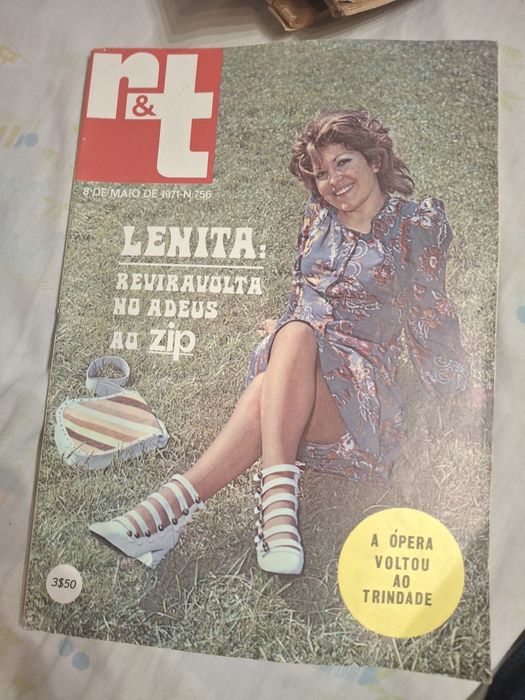 r&t
8 DE MAIO DE 1971-N.756
LENITA:
REVIRAVOLTA
NO ADEUS
AO zip
A ÓPERA
VOLTOU
AO
TRINDADE
3$50